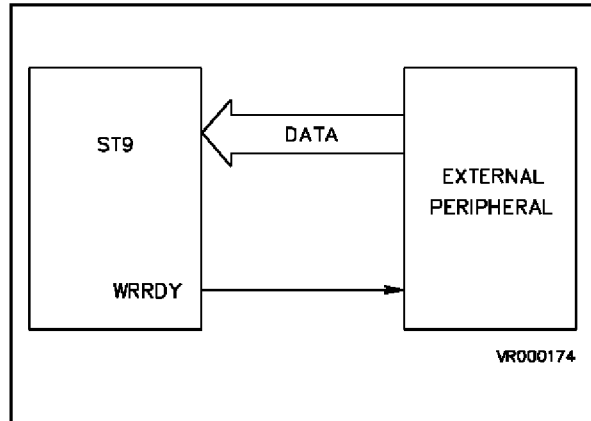 ST9
DATA
EXTERNAL
PERIPHERAL
WRRDY
VR000174